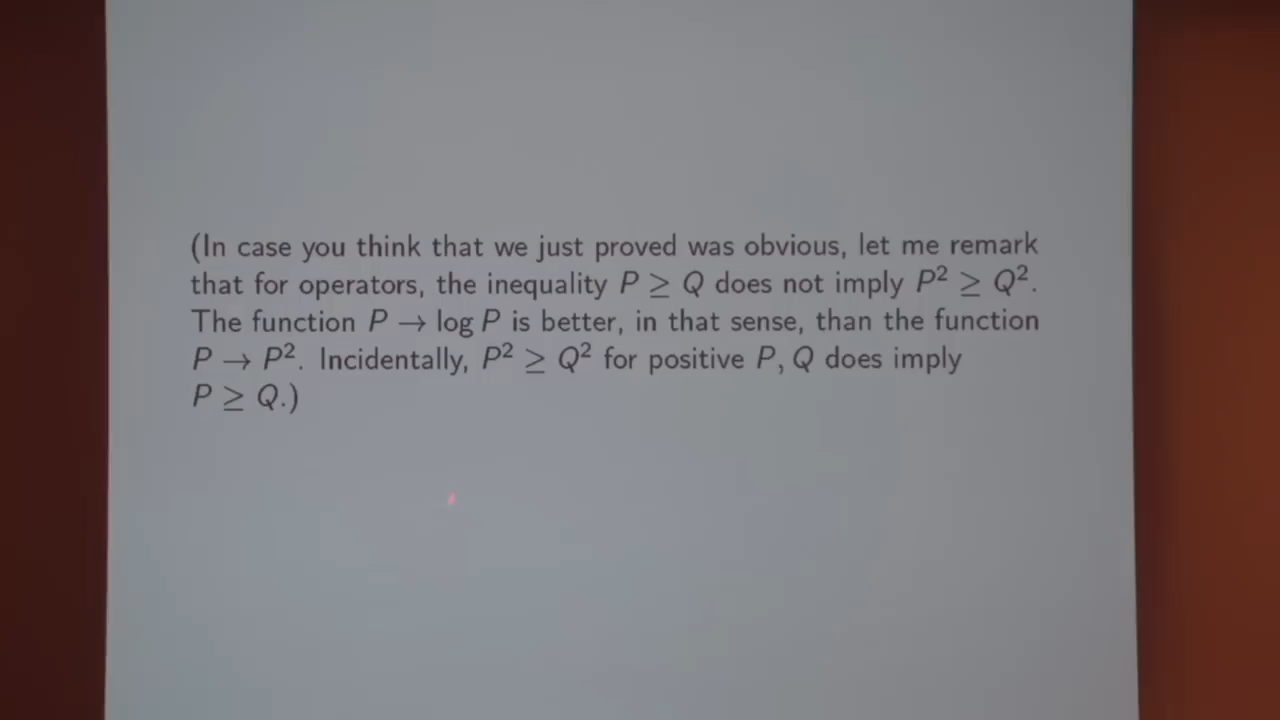 (In case you think that we just proved was obvious, let me remark
that for operators, the inequality P ≥ Q does not imply P² ≥ Q².
The function P → log P is better, in that sense, than the function
P → P². Incidentally, P² ≥ Q² for positive P, Q does imply
P ≥ Q.)